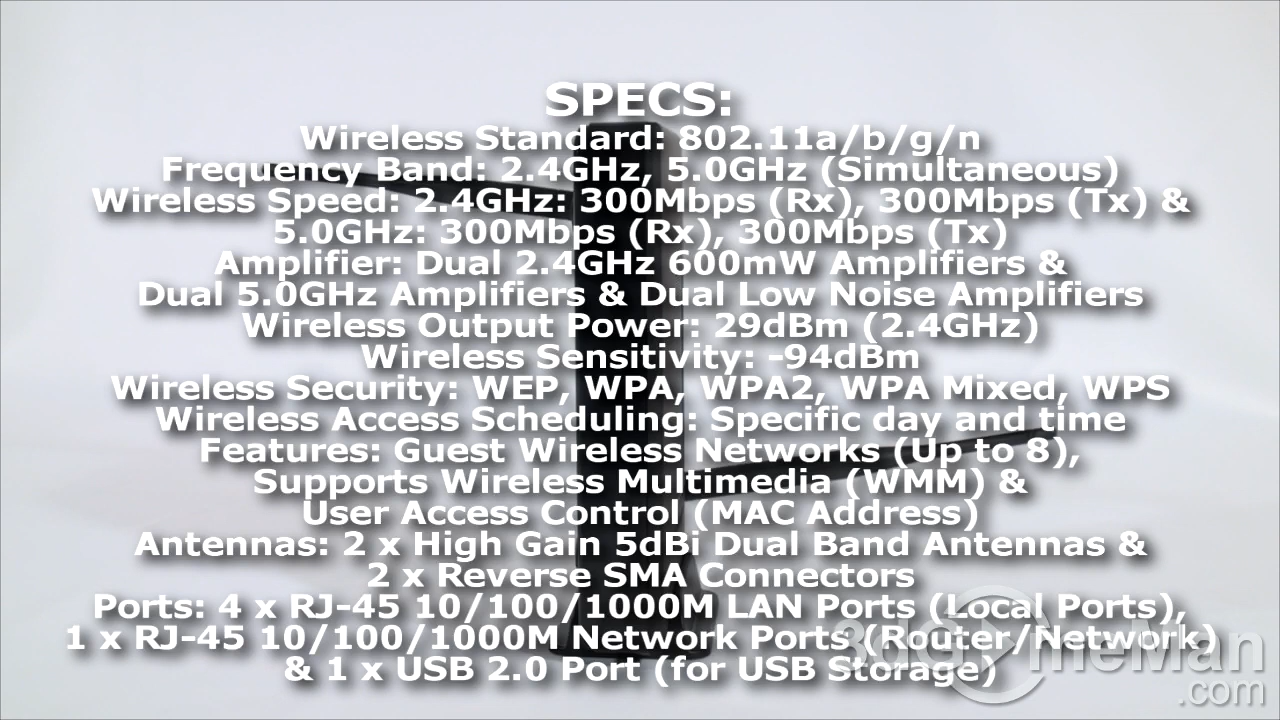 SPECS:
Wireless Standard: 802.11a/b/g/n
Frequency Band: 2.4GHz, 5.0GHz (Simultaneous)
Wireless Speed: 2.4GHz: 300Mbps (Rx), 300Mbps (Tx) &
5.0GHz: 300Mbps (Rx), 300Mbps (Tx)
Amplifier: Dual 2.4GHz 600mW Amplifiers &
Dual 5.0GHz Amplifiers & Dual Low Noise Amplifiers
Wireless Output Power: 29dBm (2.4GHz)
Wireless Sensitivity: -94dBm
Wireless Security: WEP, WPA, WPA2, WPA Mixed, WPS
Wireless Access Scheduling: Specific day and time
Features: Guest Wireless Networks (Up to 8),
Supports Wireless Multimedia (WMM) &
User Access Control (MAC Address)
Antennas: 2 x High Gain 5dBi Dual Band Antennas &
2 x Reverse SMA Connectors
Ports: 4 x RJ-45 10/100/1000M LAN Ports (Local Ports),
1 x RJ-45 10/100/1000M Network Ports (Router/Network)
& 1 x USB 2.0 Port (for USB Storage)
3dGameMan
.com